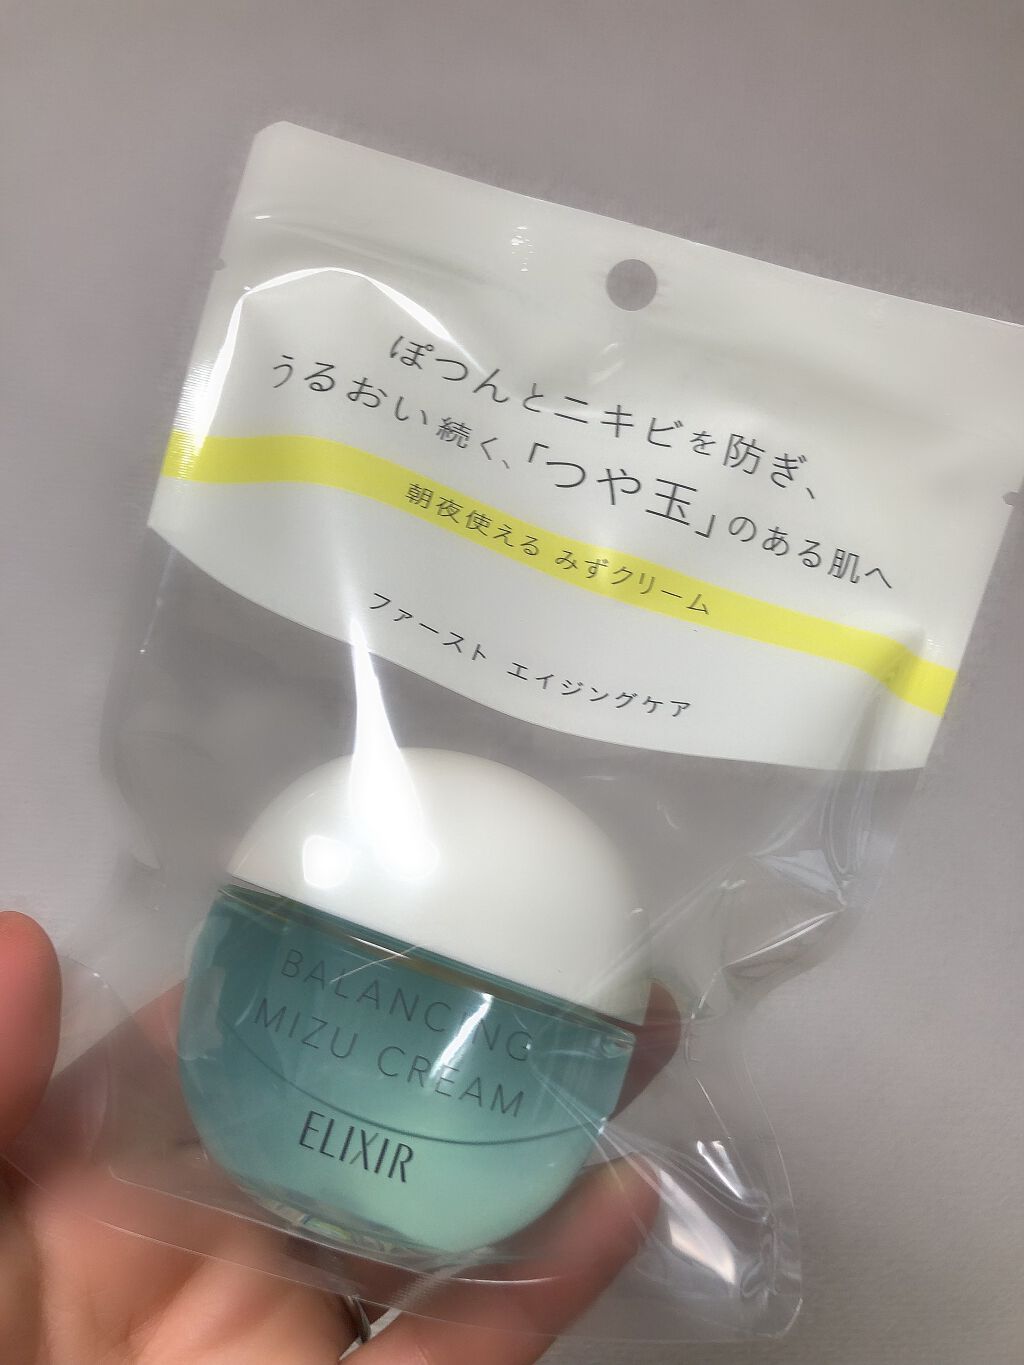 ぽつんとニキビを防ぎ、
うるおい続く、「つや玉」のある肌へ
朝夜使える みずクリーム
ファースト エイジングケア
BALANCING
MIZU CREAM
ELIXIR